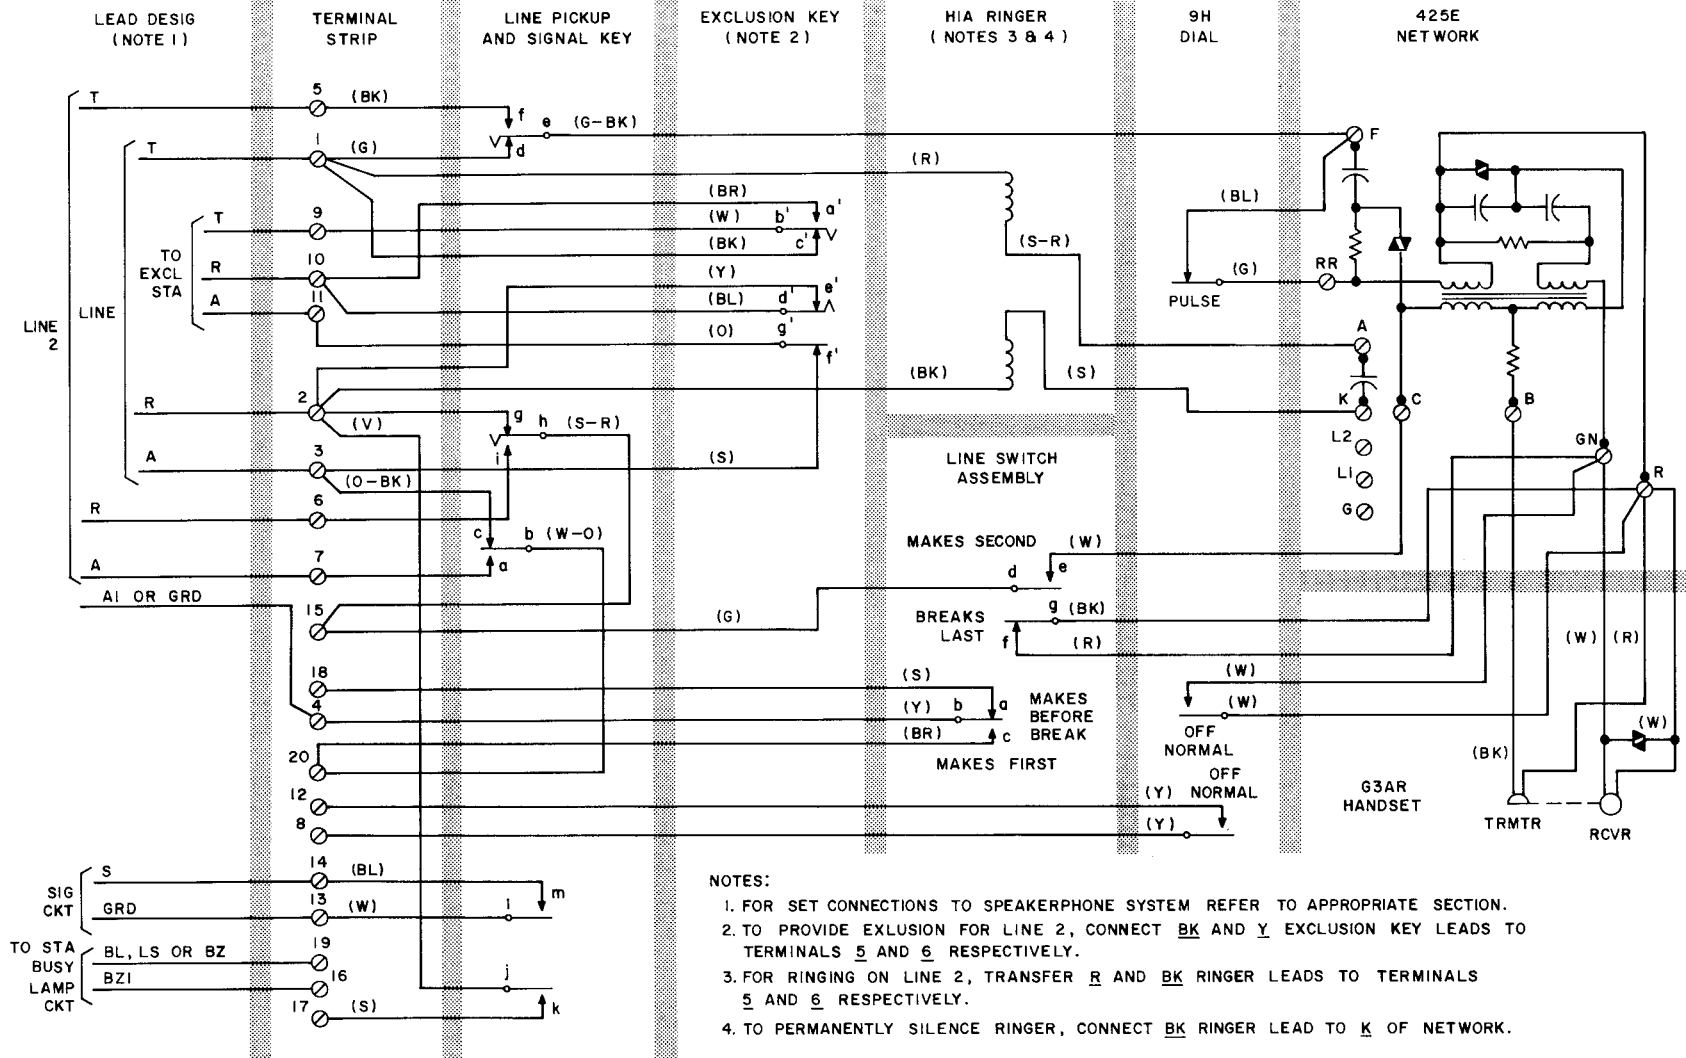 LEAD DESIG
(NOTE 1)
TERMINAL
STRIP
LINE PICKUP
AND SIGNAL KEY
EXCLUSION KEY
(NOTE 2)
HIA RINGER
(NOTES 3 & 4)
9H
DIAL
425E
NETWORK
T
5
(BK)
f
e
(G-BK)
F
T
1
(G)
d
(R)
(BR)
a'
(BL)
T
9
(W)
b'
c'
(BK)
(S-R)
TO
EXCL
STA
R
10
(Y)
e'
(G)
RR
PULSE
A
11
(BL)
d'
LINE
2
LINE
(O)
g'
f'
A
(BK)
(S)
K
C
B
R
2
(V)
g
h
(S-R)
i
L2
GN
A
3
(S)
LINE SWITCH
ASSEMBLY
(O-BK)
L1
R
R
6
G
c
b
(W-O)
MAKES SECOND
(W)
A
7
a
d
e
A1 OR GRD
15
(G)
BREAKS
LAST
g
(BK)
f
(R)
(W)
(R)
18
(S)
(W)
4
(Y)
b
a
MAKES
BEFORE
BREAK
(W)
(BR)
c
OFF
NORMAL
(W)
20
MAKES FIRST
(BK)
OFF
NORMAL
12
(Y)
G3AR
HANDSET
8
(Y)
TRMTR
RCVR
SIG
CKT
S
14
(BL)
m
GRD
13
(W)
l
TO STA
BUSY
LAMP
CKT
BL, LS OR BZ
19
BZ1
16
j
17
(S)
k
NOTES:
1. FOR SET CONNECTIONS TO SPEAKERPHONE SYSTEM REFER TO APPROPRIATE SECTION.
2. TO PROVIDE EXLUSION FOR LINE 2, CONNECT BK AND Y EXCLUSION KEY LEADS TO
TERMINALS 5 AND 6 RESPECTIVELY.
3. FOR RINGING ON LINE 2, TRANSFER R AND BK RINGER LEADS TO TERMINALS
5 AND 6 RESPECTIVELY.
4. TO PERMANENTLY SILENCE RINGER, CONNECT BK RINGER LEAD TO K OF NETWORK.